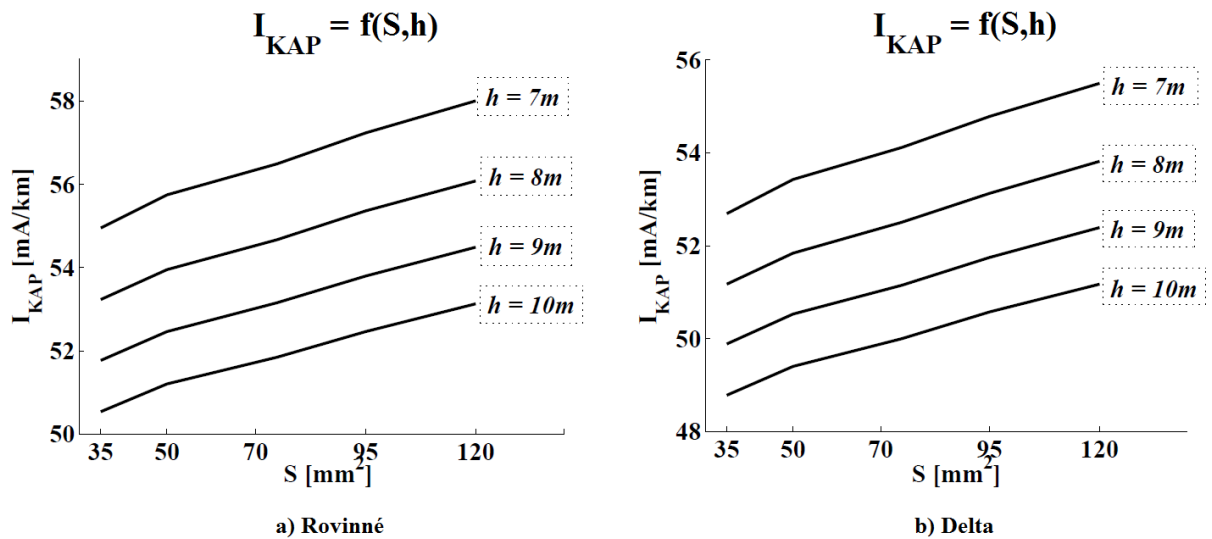 I_KAP = f(S,h)
I_KAP [mA/km]
58
56
54
52
50
h = 7m
h = 8m
h = 9m
h = 10m
35 50 70 95 120
S [mm²]
a) Rovinné
I_KAP = f(S,h)
I_KAP [mA/km]
56
54
52
50
48
h = 7m
h = 8m
h = 9m
h = 10m
35 50 70 95 120
S [mm²]
b) Delta